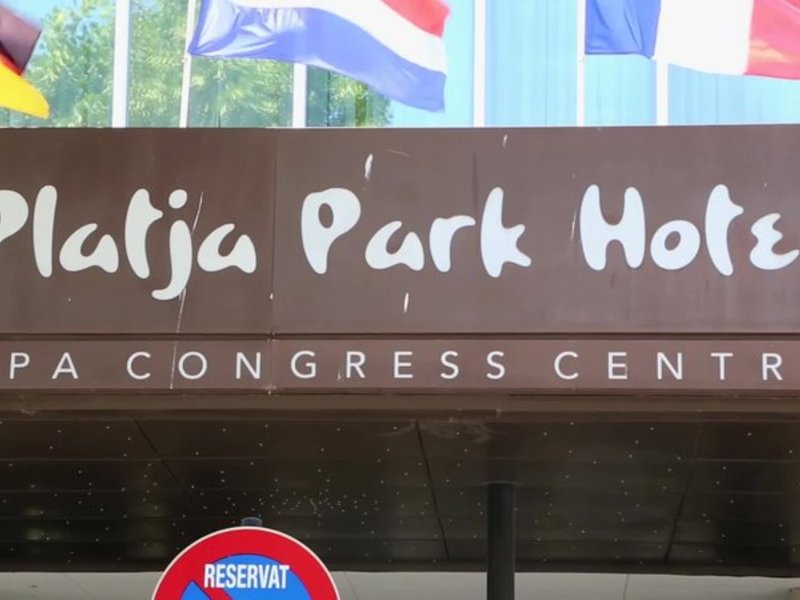 Platja Park Hote
PA CONGRESS CENTR
RESERVAT